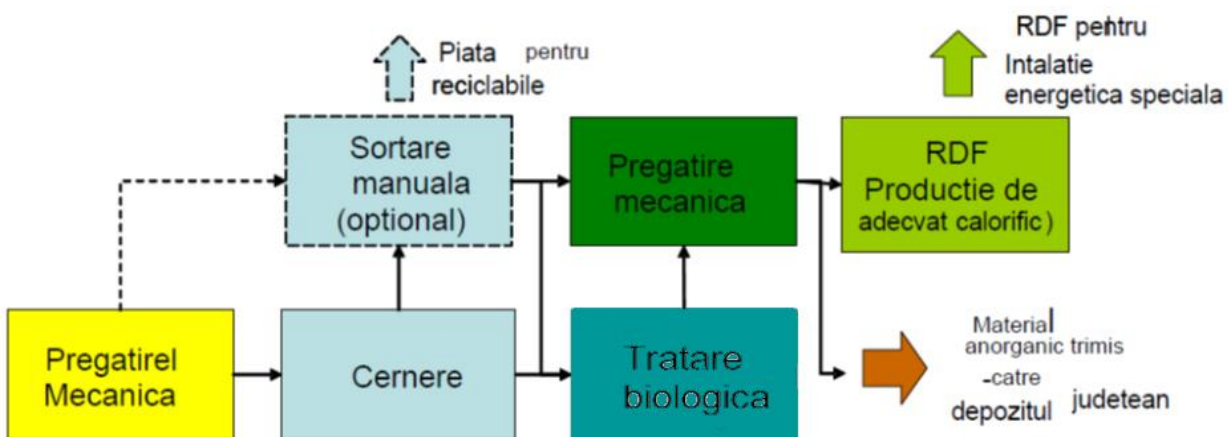 Piata pentru
reciclabile
RDF pentru
Intalatie
energetica speciala
Sortare
manuala
(optional)
Pregatire
mecanica
RDF
Productie de
adecvat calorific)
Pregatirel
Mecanica
Cernere
Tratare
biologica
Material
anorganic trimis
-catre
depozitul judetean